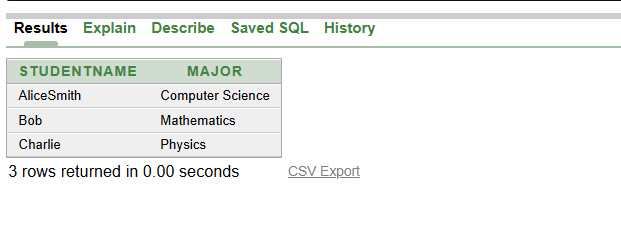 Results Explain Describe Saved SQL History
STUDENTNAME MAJOR
AliceSmith Computer Science
Bob Mathematics
Charlie Physics
3 rows returned in 0.00 seconds CSV Export